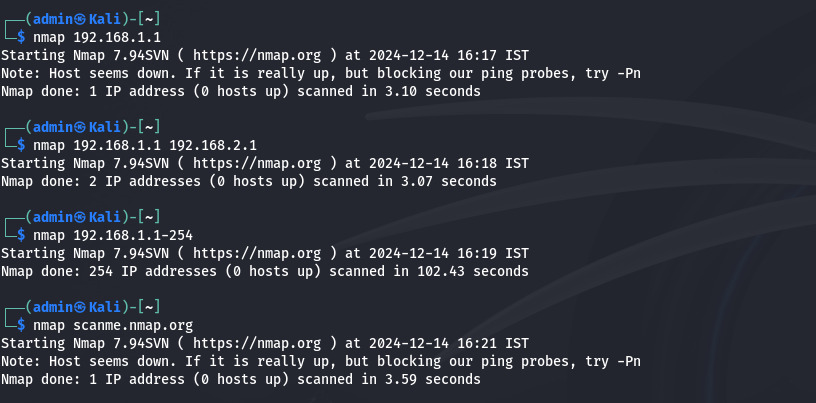 ┌──(admin㉿Kali)-[~]
└─$ nmap 192.168.1.1
Starting Nmap 7.94SVN ( https://nmap.org ) at 2024-12-14 16:17 IST
Note: Host seems down. If it is really up, but blocking our ping probes, try -Pn
Nmap done: 1 IP address (0 hosts up) scanned in 3.10 seconds
┌──(admin㉿Kali)-[~]
└─$ nmap 192.168.1.1 192.168.2.1
Starting Nmap 7.94SVN ( https://nmap.org ) at 2024-12-14 16:18 IST
Nmap done: 2 IP addresses (0 hosts up) scanned in 3.07 seconds
┌──(admin㉿Kali)-[~]
└─$ nmap 192.168.1.1-254
Starting Nmap 7.94SVN ( https://nmap.org ) at 2024-12-14 16:19 IST
Nmap done: 254 IP addresses (0 hosts up) scanned in 102.43 seconds
┌──(admin㉿Kali)-[~]
└─$ nmap scanme.nmap.org
Starting Nmap 7.94SVN ( https://nmap.org ) at 2024-12-14 16:21 IST
Note: Host seems down. If it is really up, but blocking our ping probes, try -Pn
Nmap done: 1 IP address (0 hosts up) scanned in 3.59 seconds